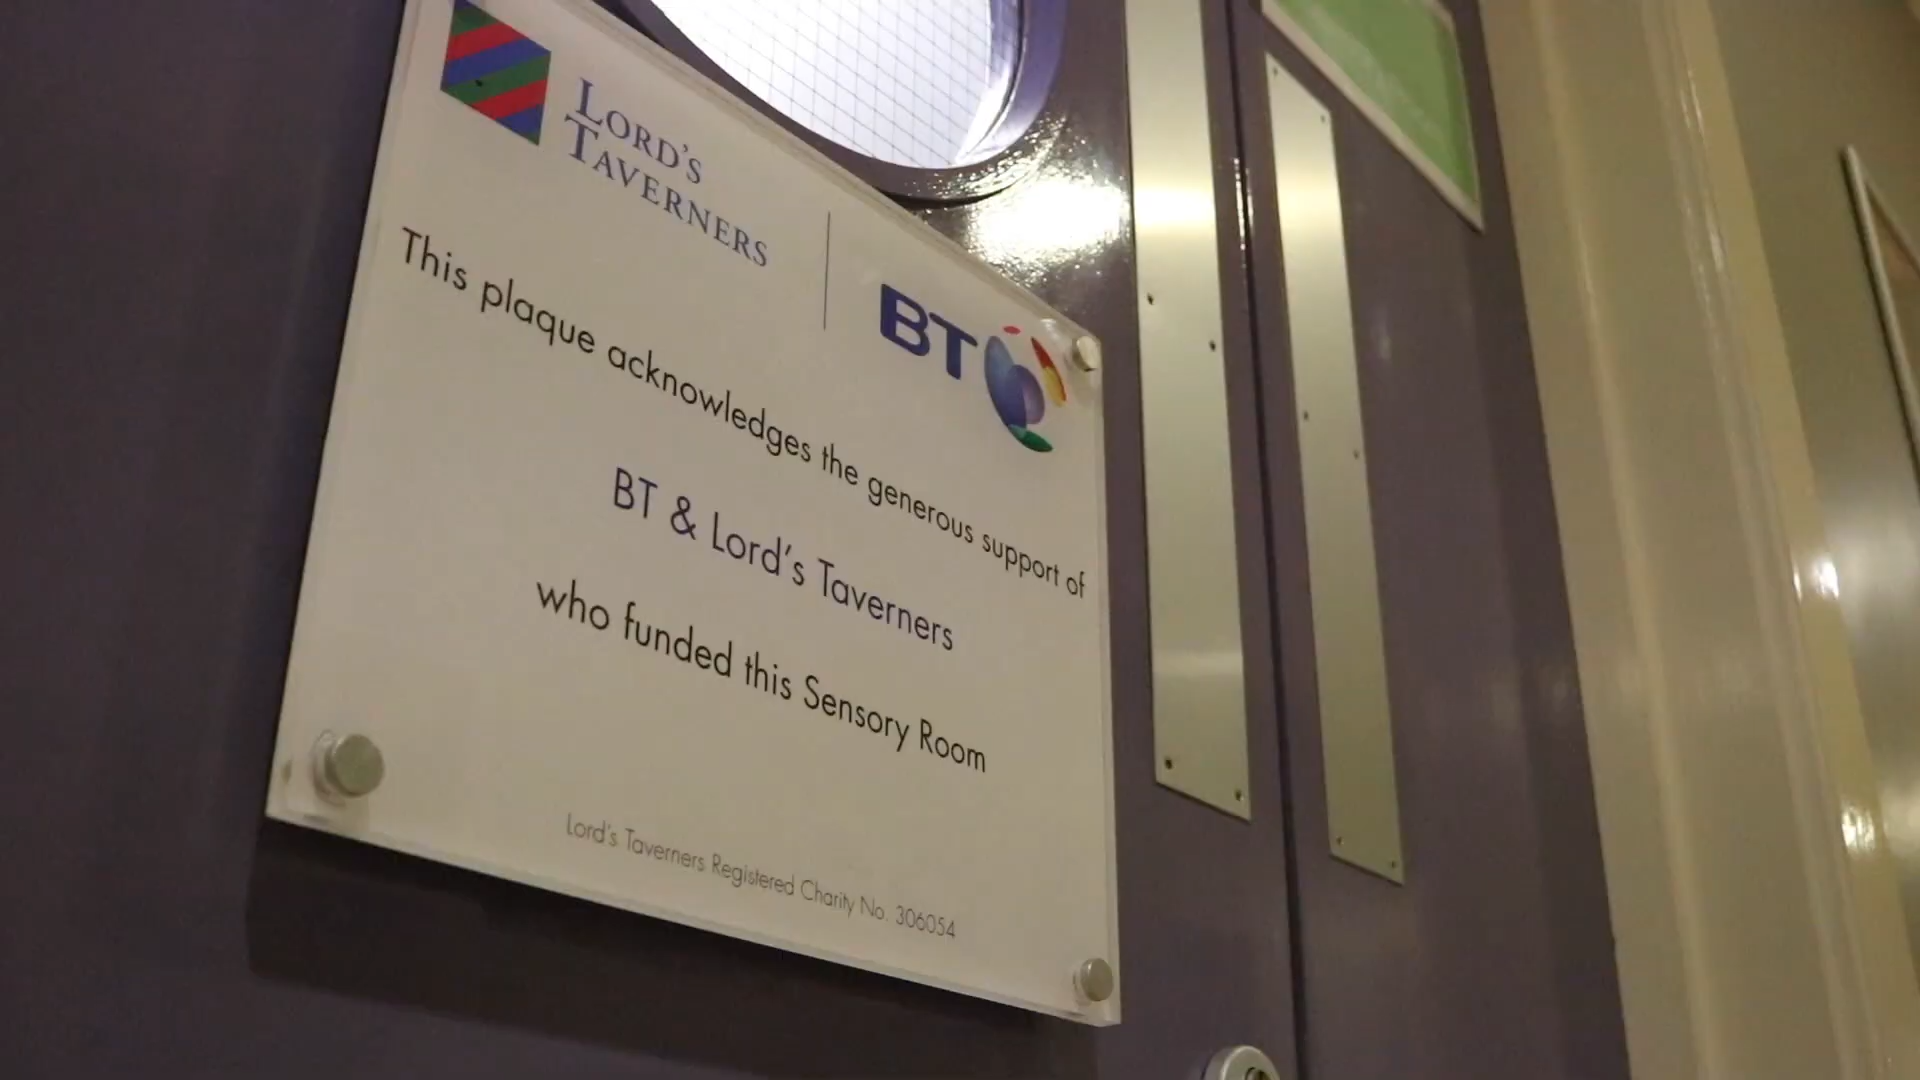 LORD'S
TAVERNERS
BT
This plaque acknowledges the generous support of
BT & Lord's Taverners
who funded this Sensory Room
Lord's Taverners Registered Charity No. 306054